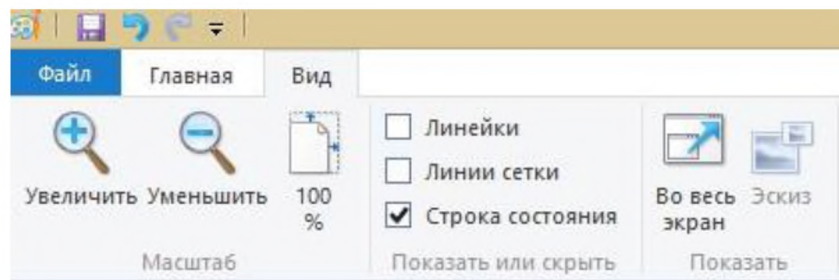 Файл Главная Вид
Линейки
Линии сетки
Строка состояния
Увеличить Уменьшить 100
%
Во весь
экран
Эскиз
Масштаб Показать или скрыть Показать